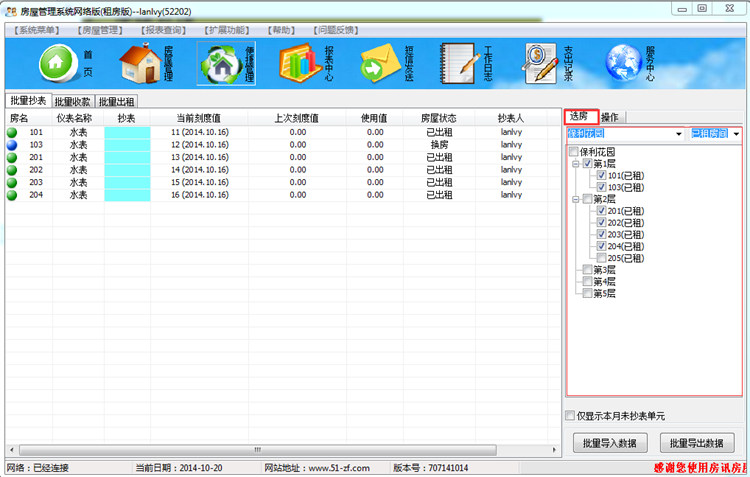 房屋管理系统网络版(租房版)--lanlvy(52202)
【系统菜单】 【房屋管理】 【报表查询】 【扩展功能】 【帮助】 【问题反馈】
首页 房屋管理 便捷管理 报表中心 短信发送 工作日志 支出记录 服务中心
批量抄表 批量收款 批量出租
房名 仪表名称 抄表 当前刻度值 上次刻度值 使用值 房屋状态 抄表人
101 水表 11 (2014.10.16) 0.00 0.00 已出租 lanlvy
103 水表 12 (2014.10.16) 0.00 0.00 换房 lanlvy
201 水表 13 (2014.10.16) 0.00 0.00 已出租 lanlvy
202 水表 14 (2014.10.16) 0.00 0.00 已出租 lanlvy
203 水表 15 (2014.10.16) 0.00 0.00 已出租 lanlvy
204 水表 16 (2014.10.16) 0.00 0.00 已出租 lanlvy
选房 操作
保利花园 已租房间
保利花园
第1层
101(已租)
103(已租)
第2层
201(已租)
202(已租)
203(已租)
204(已租)
205(已租)
第3层
第4层
第5层
仅显示本月未抄表单元
批量导入数据 批量导出数据
网络：已经连接 当前日期：2014-10-20 网站地址：www.51-zf.com 版本号：707141014 感谢您使用房讯房屋